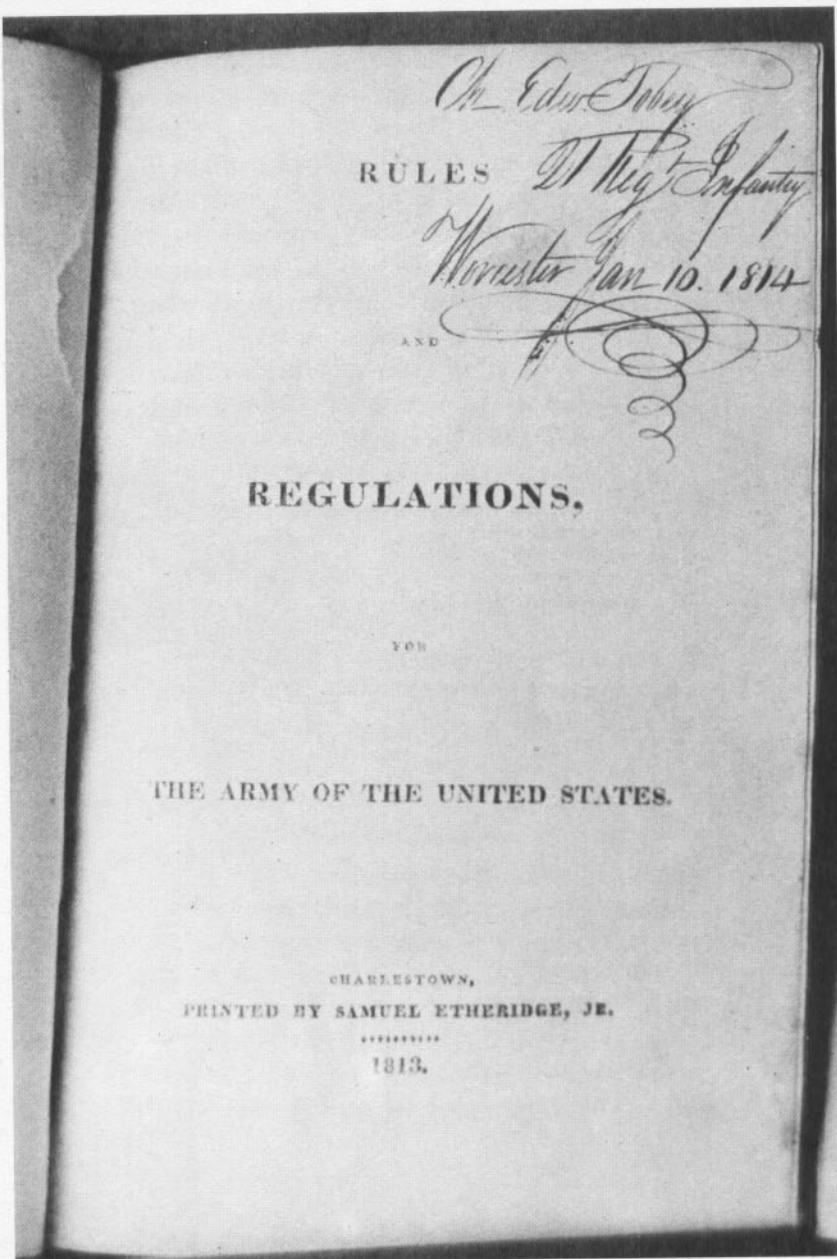 Ch Edw. Tobey
RULES
21 Regt Infantry
Worcester Jan 10. 1814
AND
REGULATIONS,
FOR
THE ARMY OF THE UNITED STATES.
CHARLESTOWN,
PRINTED BY SAMUEL ETHERIDGE, JR.
1813.